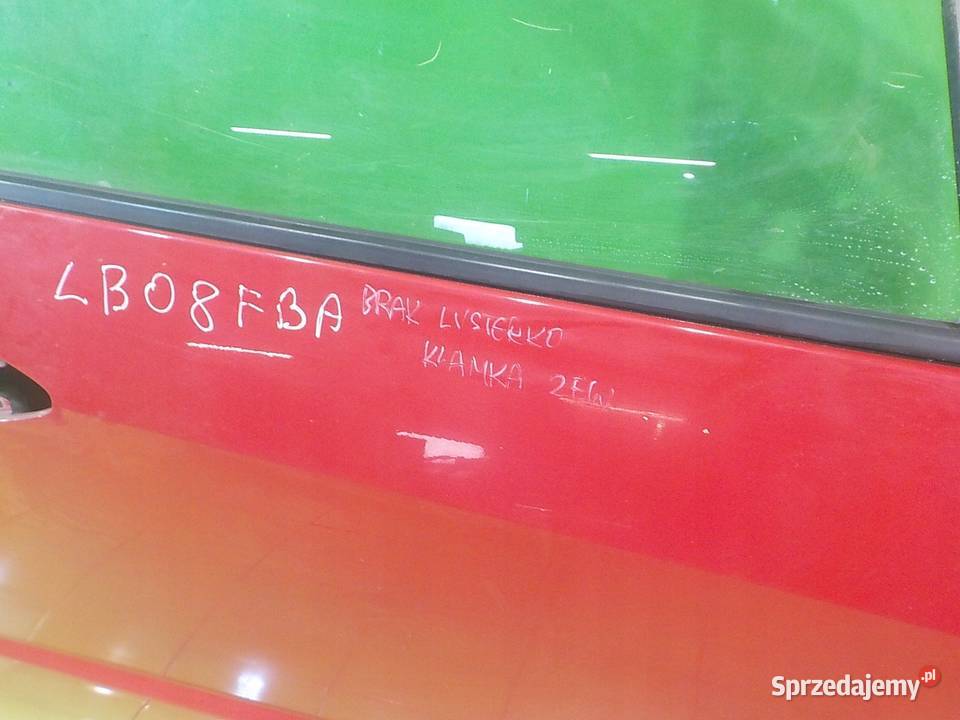 LB08FBA
BRAK LUSTERKO
KLAMKA ZEW
Sprzedajemy.pl